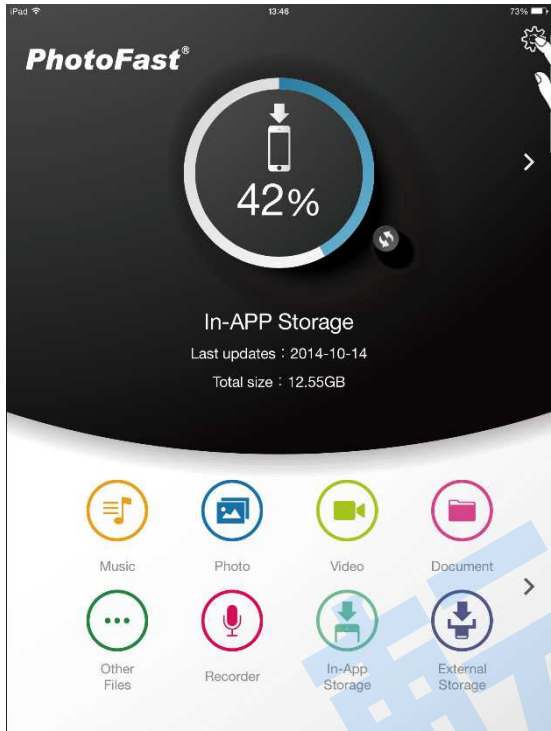 iPad 13:46 73%
PhotoFast®
42%
In-APP Storage
Last updates：2014-10-14
Total size：12.55GB
Music Photo Video Document
Other Files Recorder In-App Storage External Storage